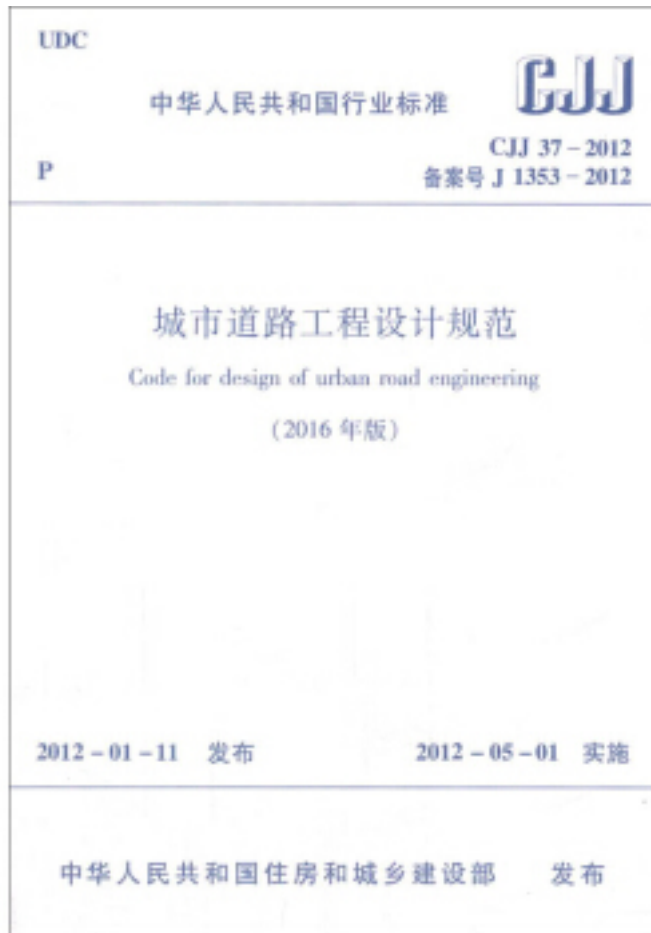 UDC
中华人民共和国行业标准
CJJ
CJJ 37-2012
P
备案号 J 1353-2012
城市道路工程设计规范
Code for design of urban road engineering
(2016 年版)
2012-01-11 发布
2012-05-01 实施
中华人民共和国住房和城乡建设部 发布